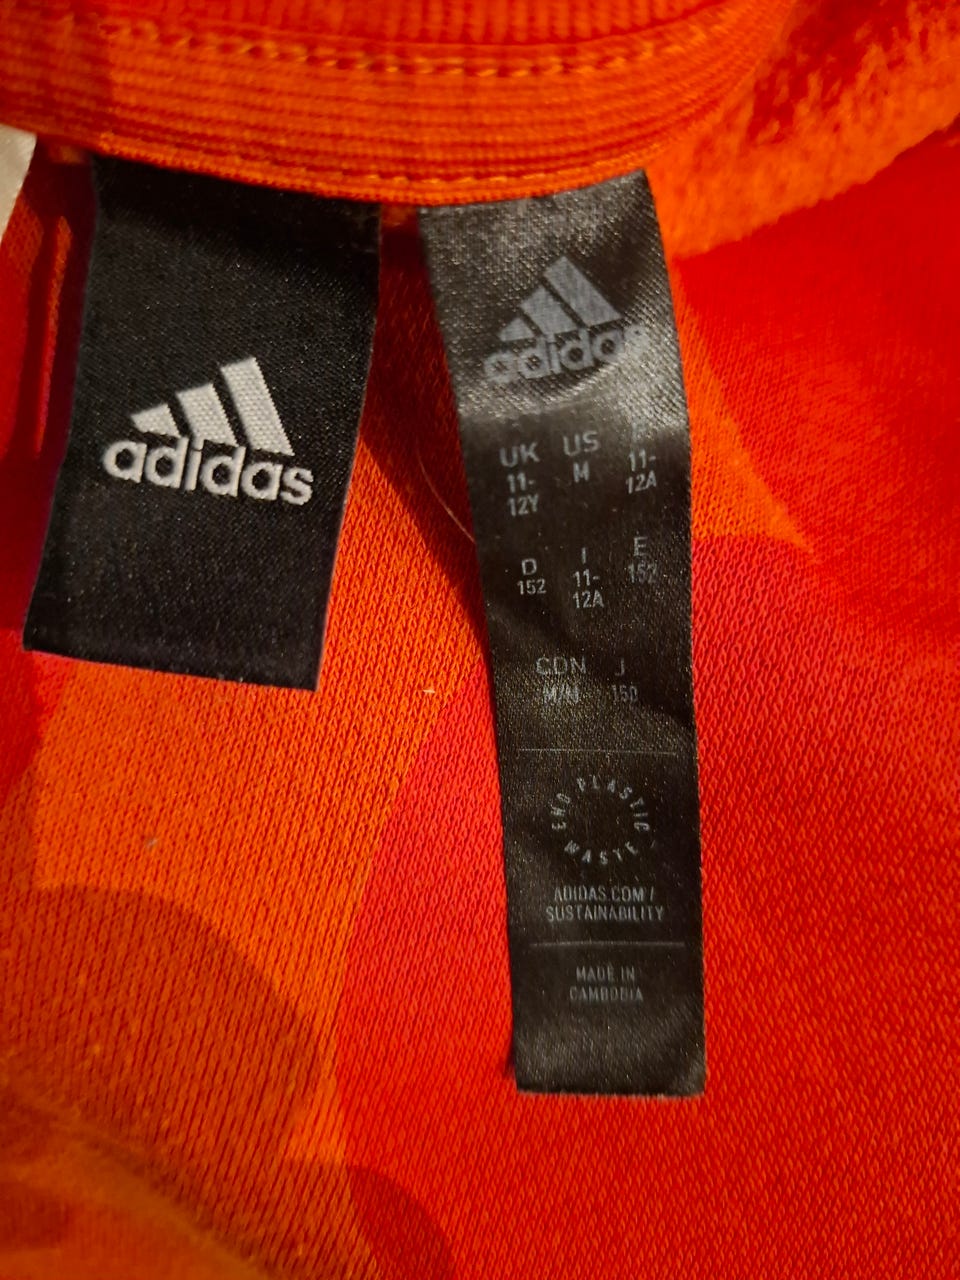 adidas
adidas
UK US F
11-12Y M 11-12A
D I E
152 11-12A 152
CDN J
M/M 150
END PLASTIC WASTE
ADIDAS.COM/
SUSTAINABILITY
MADE IN
CAMBODIA